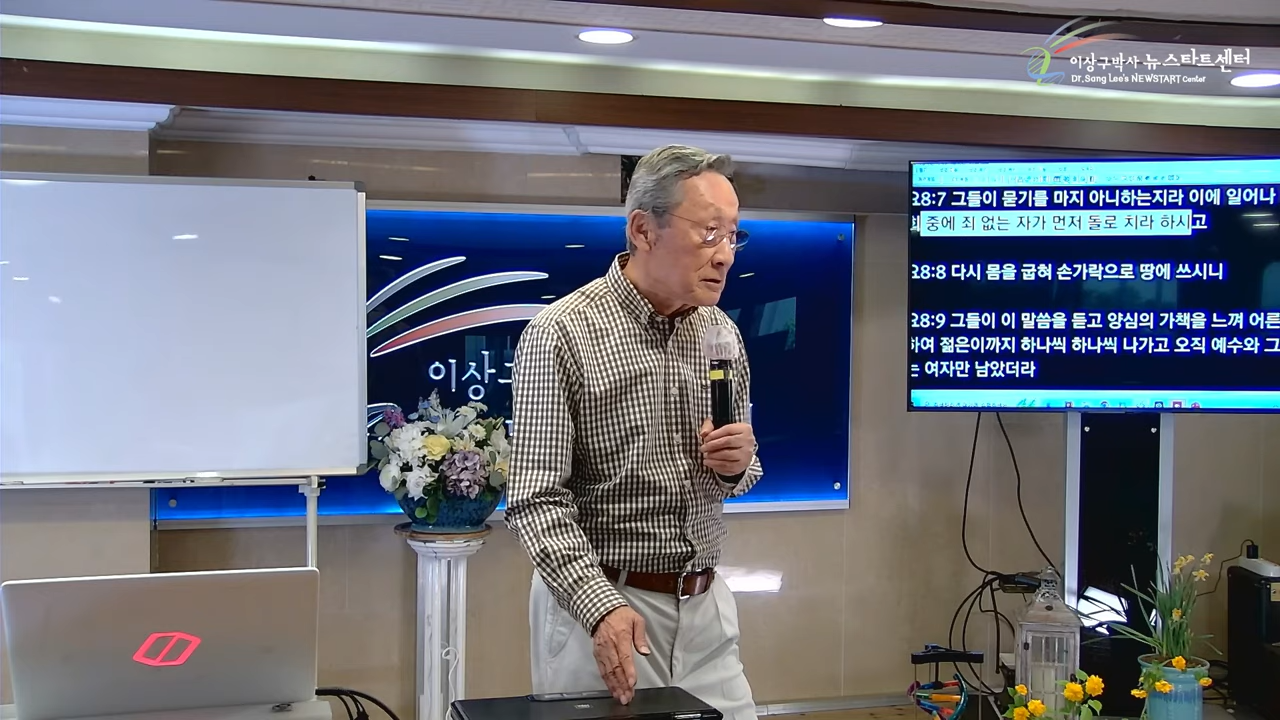 이상구박사 뉴스타트센터
Dr. Sang Lee's NEWSTART Center
28:7 그들이 묻기를 마지 아니하는지라 이에 일어나
중에 죄 없는 자가 먼저 돌로 치라 하시고
28:8 다시 몸을 굽혀 손가락으로 땅에 쓰시니
28:9 그들이 이 말씀을 듣고 양심의 가책을 느껴 어른
하여 젊은이까지 하나씩 하나씩 나가고 오직 예수와 그
는 여자만 남았더라
이상